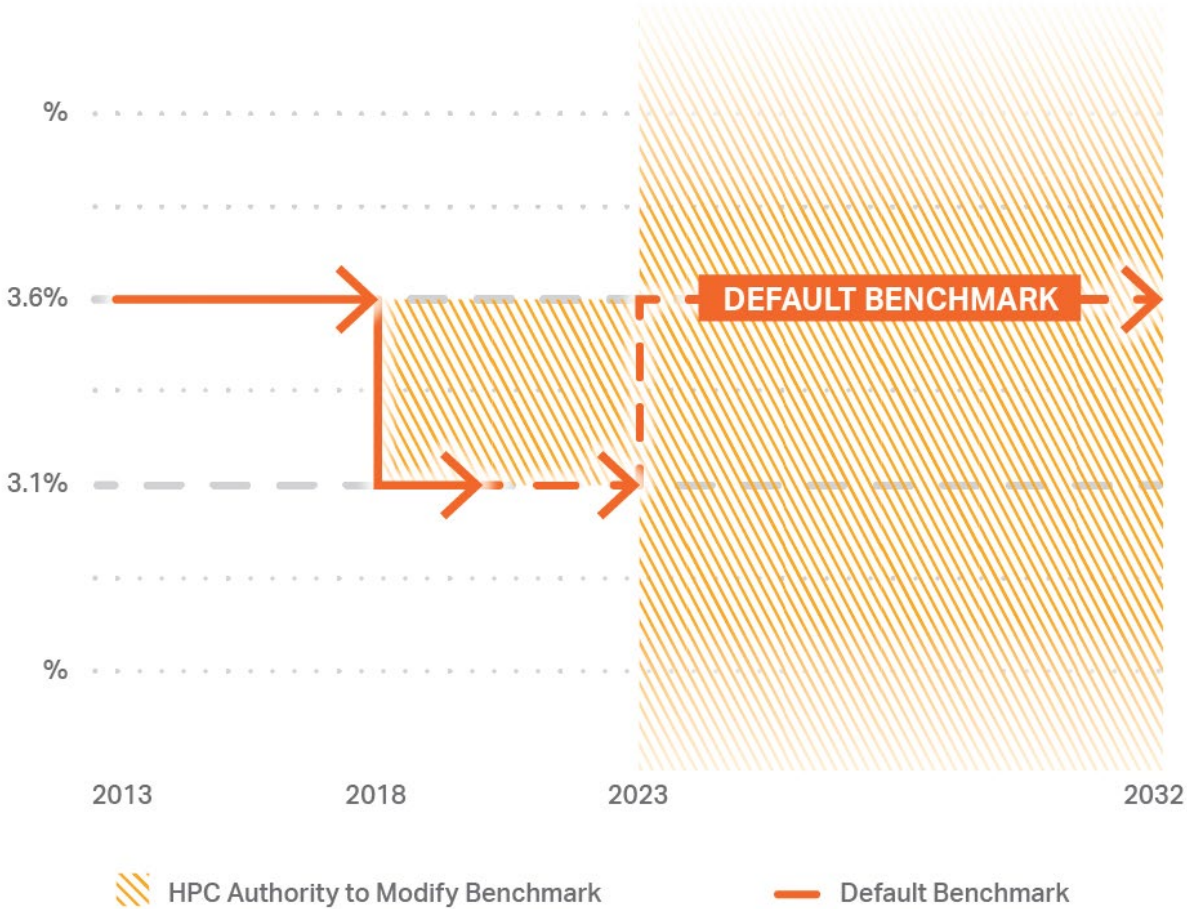 %
3.6%
DEFAULT BENCHMARK
3.1%
%
2013 2018 2023 2032
HPC Authority to Modify Benchmark Default Benchmark